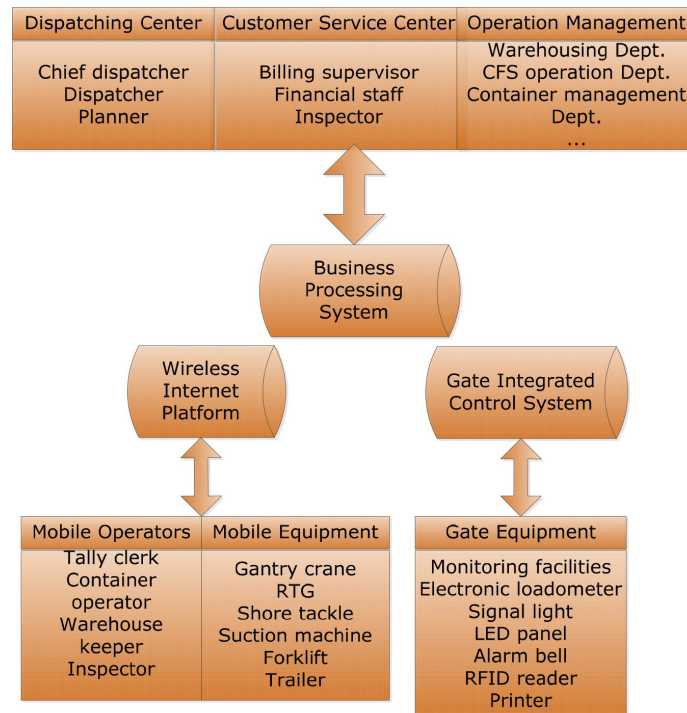 Dispatching Center
Chief dispatcher
Dispatcher
Planner
Customer Service Center
Billing supervisor
Financial staff
Inspector
Operation Management
Warehousing Dept.
CFS operation Dept.
Container management
Dept.
...
Business
Processing
System
Wireless
Internet
Platform
Gate Integrated
Control System
Mobile Operators
Tally clerk
Container
operator
Warehouse
keeper
Inspector
Mobile Equipment
Gantry crane
RTG
Shore tackle
Suction machine
Forklift
Trailer
Gate Equipment
Monitoring facilities
Electronic loadometer
Signal light
LED panel
Alarm bell
RFID reader
Printer